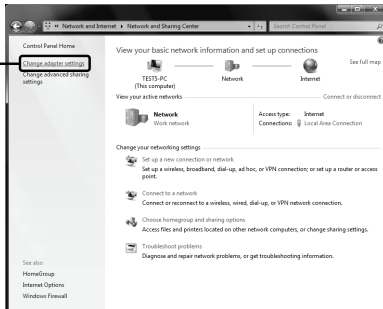 « Network and Internet ▸ Network and Sharing Center
Search Control Panel
Control Panel Home
Change adapter settings
Change advanced sharing
settings
View your basic network information and set up connections
See full map
TEST5-PC
(This computer)
Network
Internet
View your active networks
Connect or disconnect
Network
Work network
Access type: Internet
Connections: Local Area Connection
Change your networking settings
Set up a new connection or network
Set up a wireless, broadband, dial-up, ad hoc, or VPN connection; or set up a router or access
point.
Connect to a network
Connect or reconnect to a wireless, wired, dial-up, or VPN network connection.
Choose homegroup and sharing options
Access files and printers located on other network computers, or change sharing settings.
Troubleshoot problems
Diagnose and repair network problems, or get troubleshooting information.
See also
HomeGroup
Internet Options
Windows Firewall